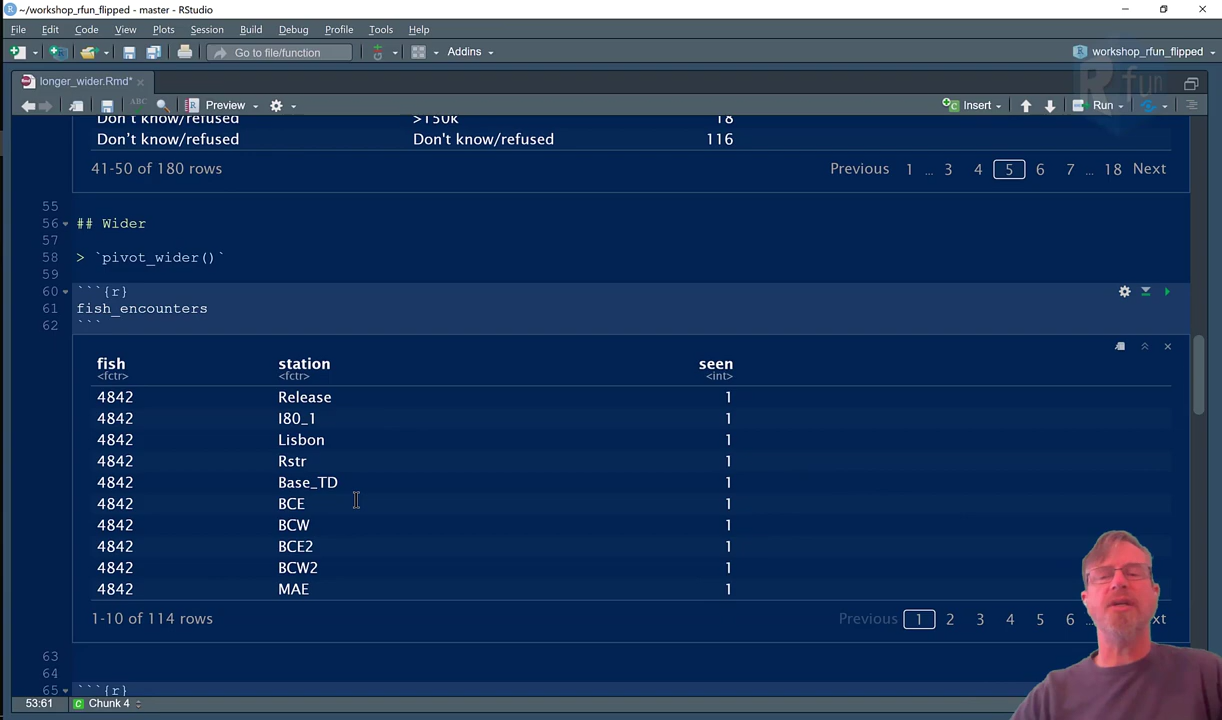 ~/workshop_rfun_flipped - master - RStudio
File Edit Code View Plots Session Build Debug Profile Tools Help
Go to file/function Addins workshop_rfun_flipped
R fun
longer_wider.Rmd*
ABC Preview Insert Run
Don't know/refused >150k 18
Don’t know/refused Don't know/refused 116
41-50 of 180 rows Previous 1 ... 3 4 5 6 7 ... 18 Next
55
56 ## Wider
57
58 > `pivot_wider()`
59
60 ```{r}
61 fish_encounters
62 ```
fish station seen
<fctr> <fctr> <int>
4842 Release 1
4842 I80_1 1
4842 Lisbon 1
4842 Rstr 1
4842 Base_TD 1
4842 BCE 1
4842 BCW 1
4842 BCE2 1
4842 BCW2 1
4842 MAE 1
1-10 of 114 rows Previous 1 2 3 4 5 6 ... xt
63
64
65 ```{r}
53:61 Chunk 4